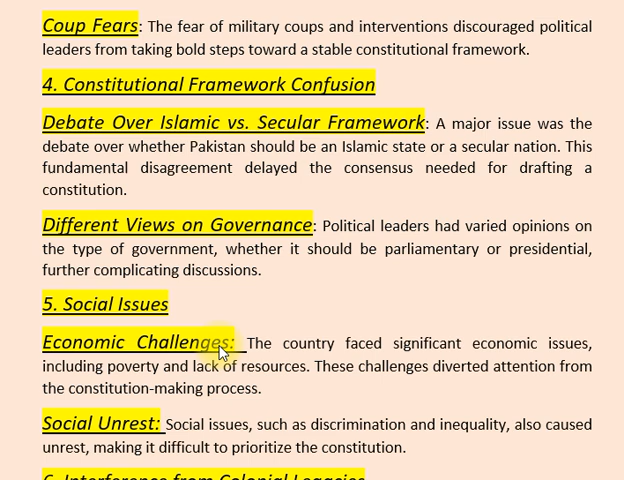 Coup Fears: The fear of military coups and interventions discouraged political
leaders from taking bold steps toward a stable constitutional framework.
4. Constitutional Framework Confusion
Debate Over Islamic vs. Secular Framework: A major issue was the
debate over whether Pakistan should be an Islamic state or a secular nation. This
fundamental disagreement delayed the consensus needed for drafting a
constitution.
Different Views on Governance: Political leaders had varied opinions on
the type of government, whether it should be parliamentary or presidential,
further complicating discussions.
5. Social Issues
Economic Challenges: The country faced significant economic issues,
including poverty and lack of resources. These challenges diverted attention from
the constitution-making process.
Social Unrest: Social issues, such as discrimination and inequality, also caused
unrest, making it difficult to prioritize the constitution.
6. Interference from Colonial Legacies